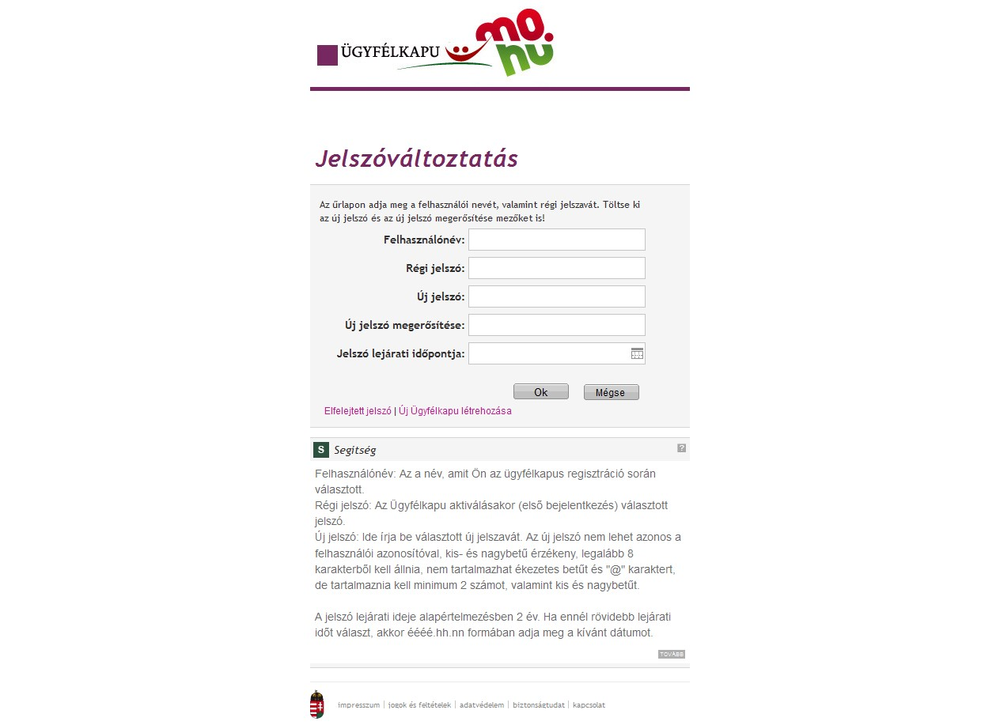 ÜGYFÉLKAPU
mo.
hu
Jelszóváltoztatás
Az űrlapon adja meg a felhasználói nevét, valamint régi jelszavát. Töltse ki
az új jelszó és az új jelszó megerősítése mezőket is!
Felhasználónév:
Régi jelszó:
Új jelszó:
Új jelszó megerősítése:
Jelszó lejárati időpontja:
Ok Mégse
Elfelejtett jelszó | Új Ügyfélkapu létrehozása
S Segítség ?
Felhasználónév: Az a név, amit Ön az ügyfélkapus regisztráció során
választott.
Régi jelszó: Az Ügyfélkapu aktiválásakor (első bejelentkezés) választott
jelszó.
Új jelszó: Ide írja be választott új jelszavát. Az új jelszó nem lehet azonos a
felhasználói azonosítóval, kis- és nagybetű érzékeny, legalább 8
karakterből kell állnia, nem tartalmazhat ékezetes betűt és "@" karaktert,
de tartalmaznia kell minimum 2 számot, valamint kis és nagybetűt.
A jelszó lejárati ideje alapértelmezésben 2 év. Ha ennél rövidebb lejárati
időt választ, akkor éééé.hh.nn formában adja meg a kívánt dátumot.
TOVÁBB
impresszum | jogok és feltételek | adatvédelem | biztonságtudat | kapcsolat